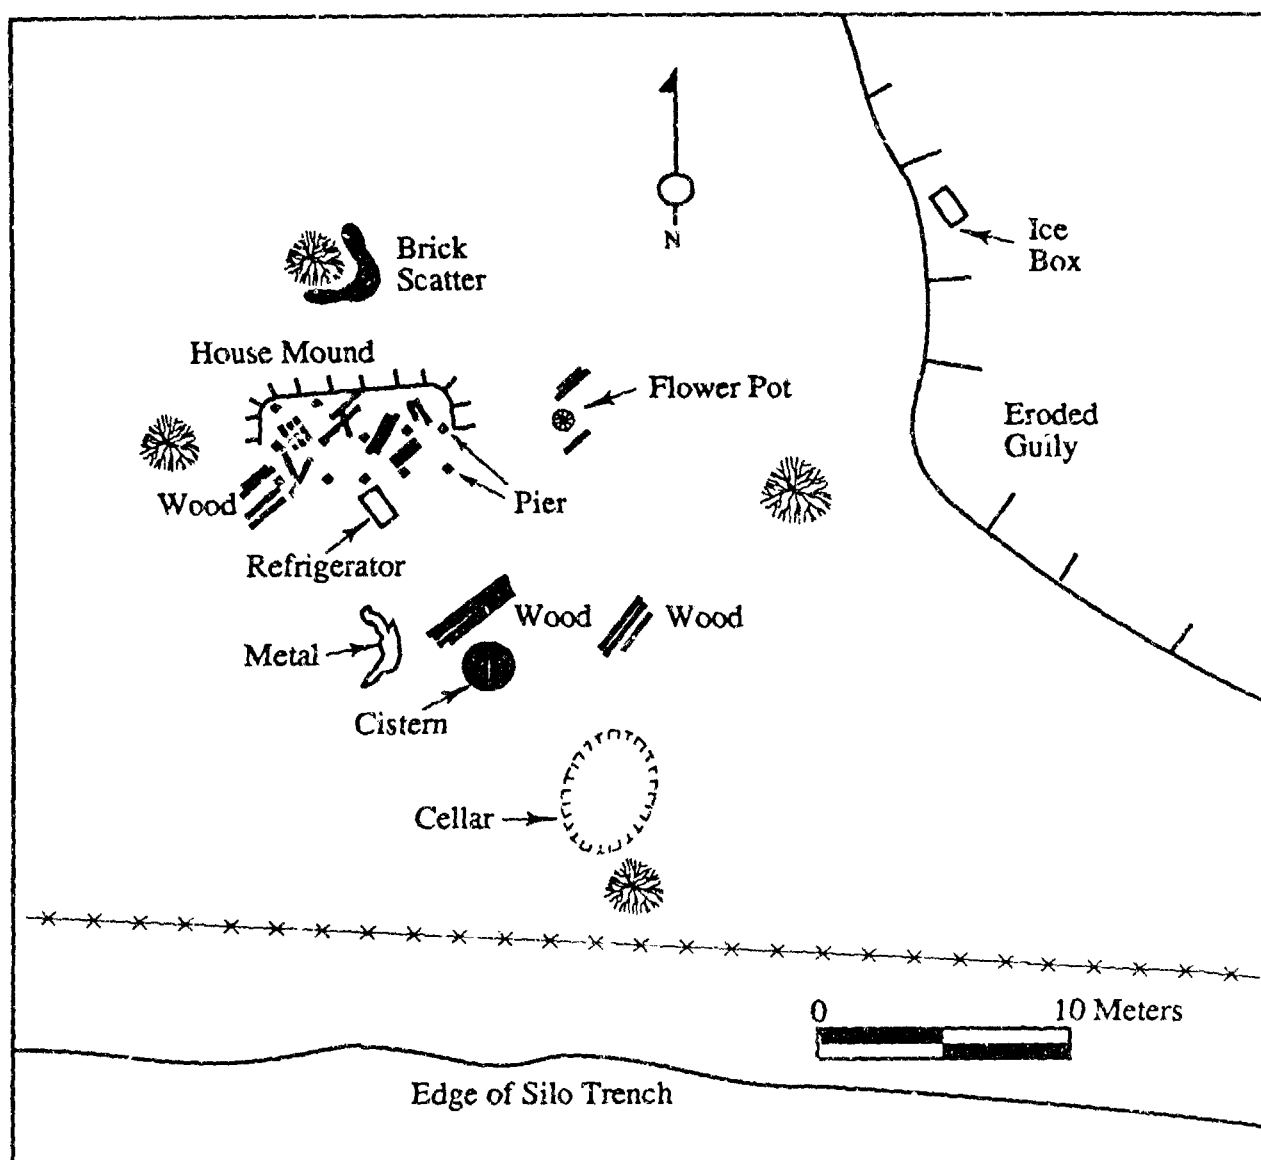 N
Brick
Scatter
Ice
Box
House Mound
Flower Pot
Eroded
Guily
Wood
Pier
Refrigerator
Wood
Wood
Metal
Cistern
Cellar
0
10 Meters
Edge of Silo Trench